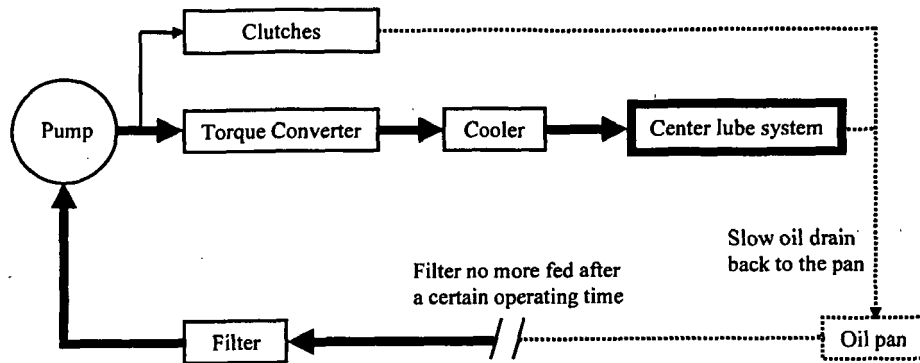 Clutches
Pump
Torque Converter
Cooler
Center lube system
Slow oil drain
back to the pan
Filter no more fed after
a certain operating time
Filter
Oil pan